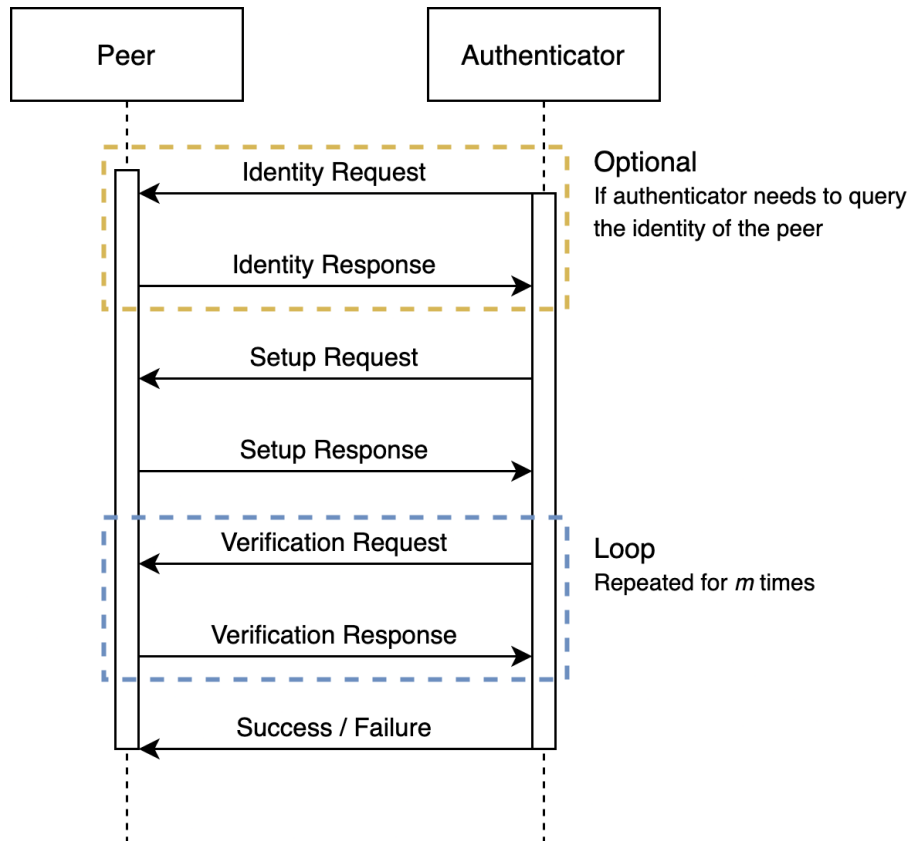 Peer
Authenticator
Identity Request
Optional
If authenticator needs to query
the identity of the peer
Identity Response
Setup Request
Setup Response
Verification Request
Loop
Repeated for m times
Verification Response
Success / Failure